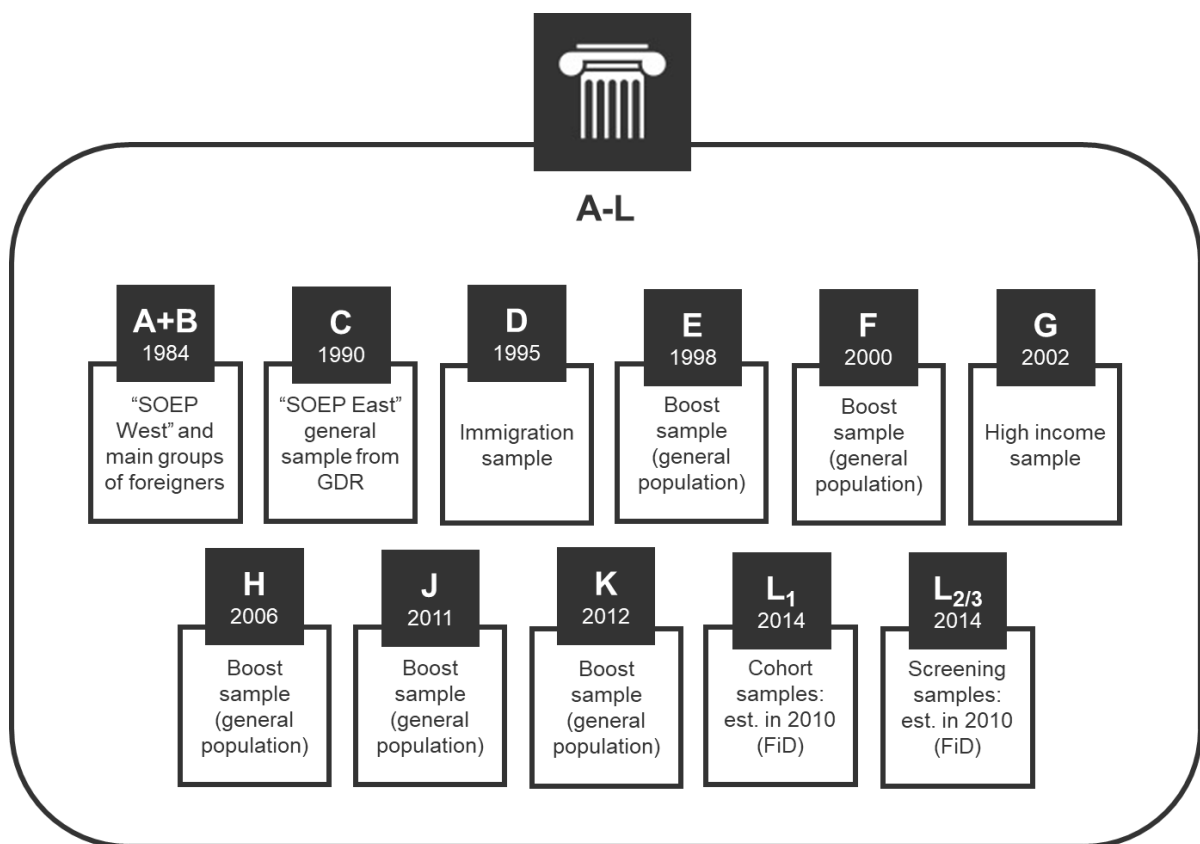 A-L
A+B
1984
“SOEP
West” and
main groups
of foreigners
C
1990
“SOEP East”
general
sample from
GDR
D
1995
Immigration
sample
E
1998
Boost
sample
(general
population)
F
2000
Boost
sample
(general
population)
G
2002
High income
sample
H
2006
Boost
sample
(general
population)
J
2011
Boost
sample
(general
population)
K
2012
Boost
sample
(general
population)
L1
2014
Cohort
samples:
est. in 2010
(FiD)
L2/3
2014
Screening
samples:
est. in 2010
(FiD)